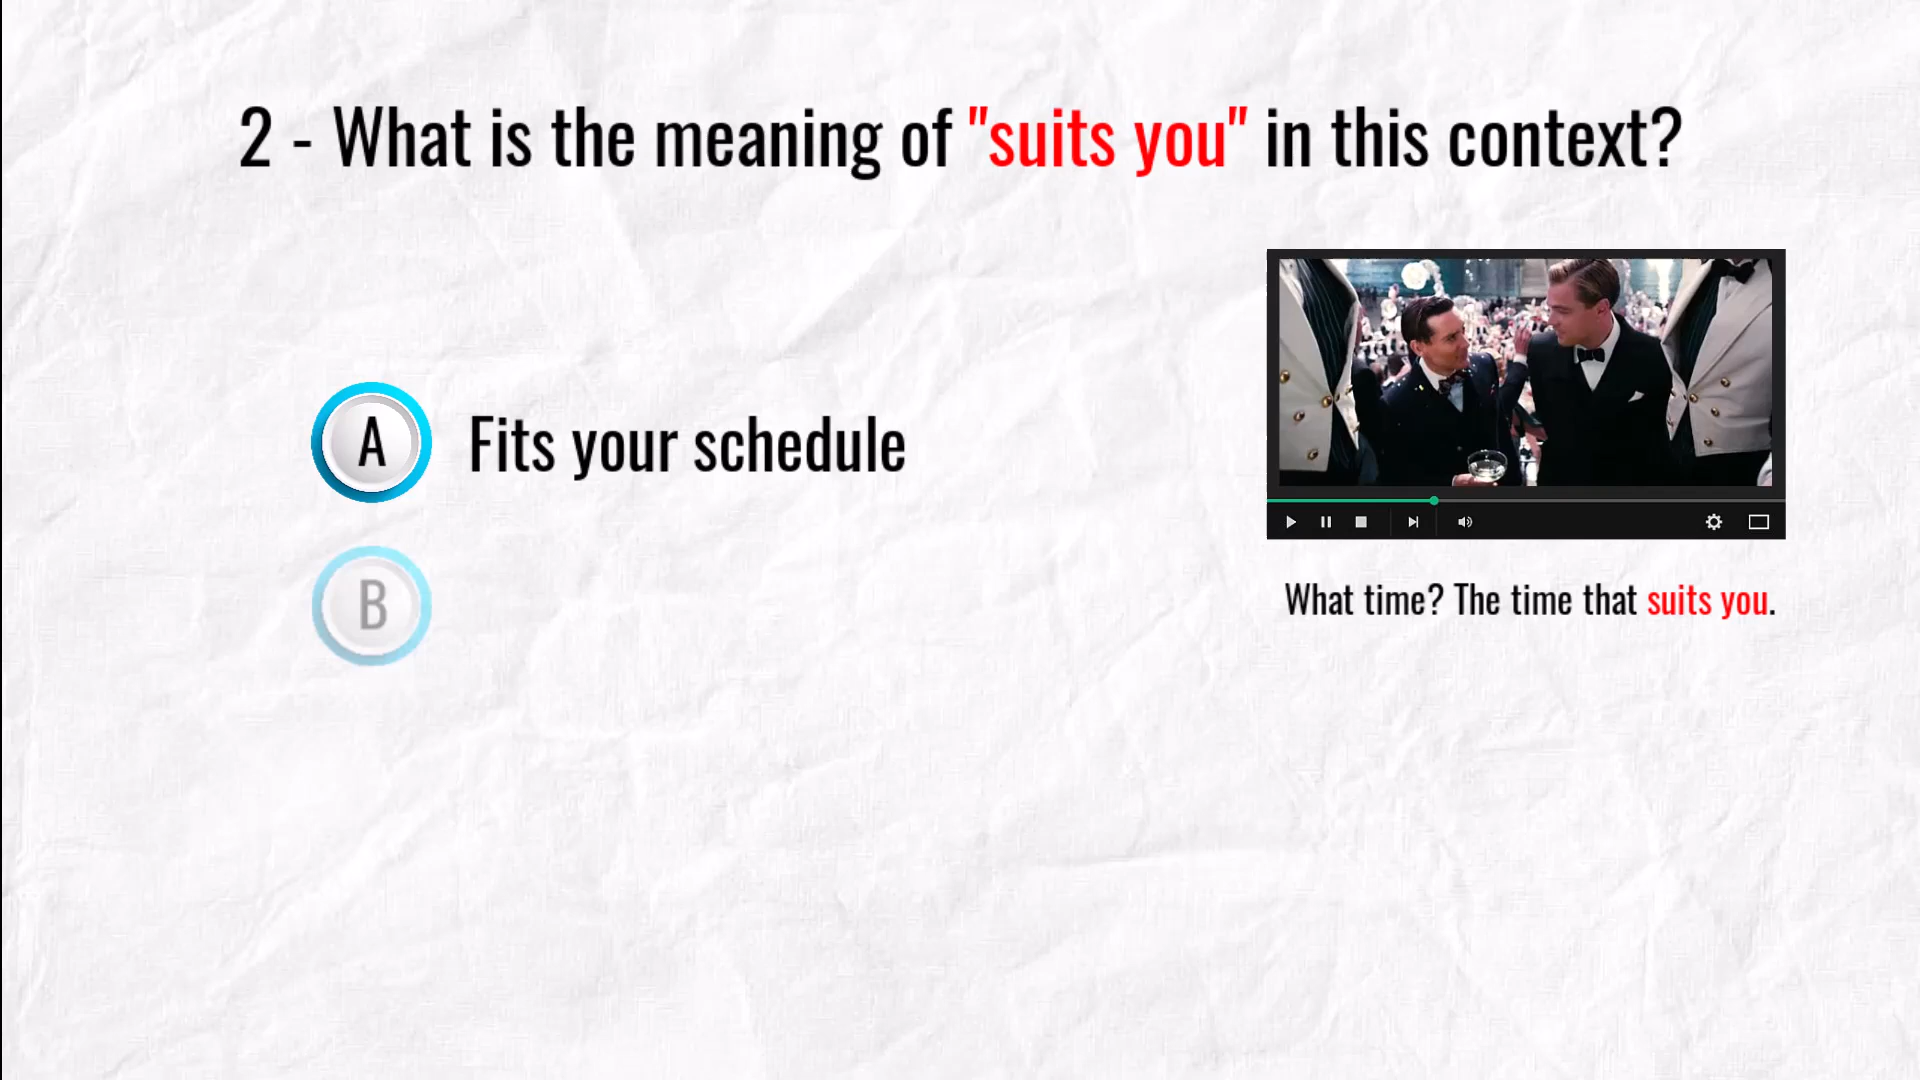 2 - What is the meaning of "suits you" in this context?
A Fits your schedule
B
What time? The time that suits you.